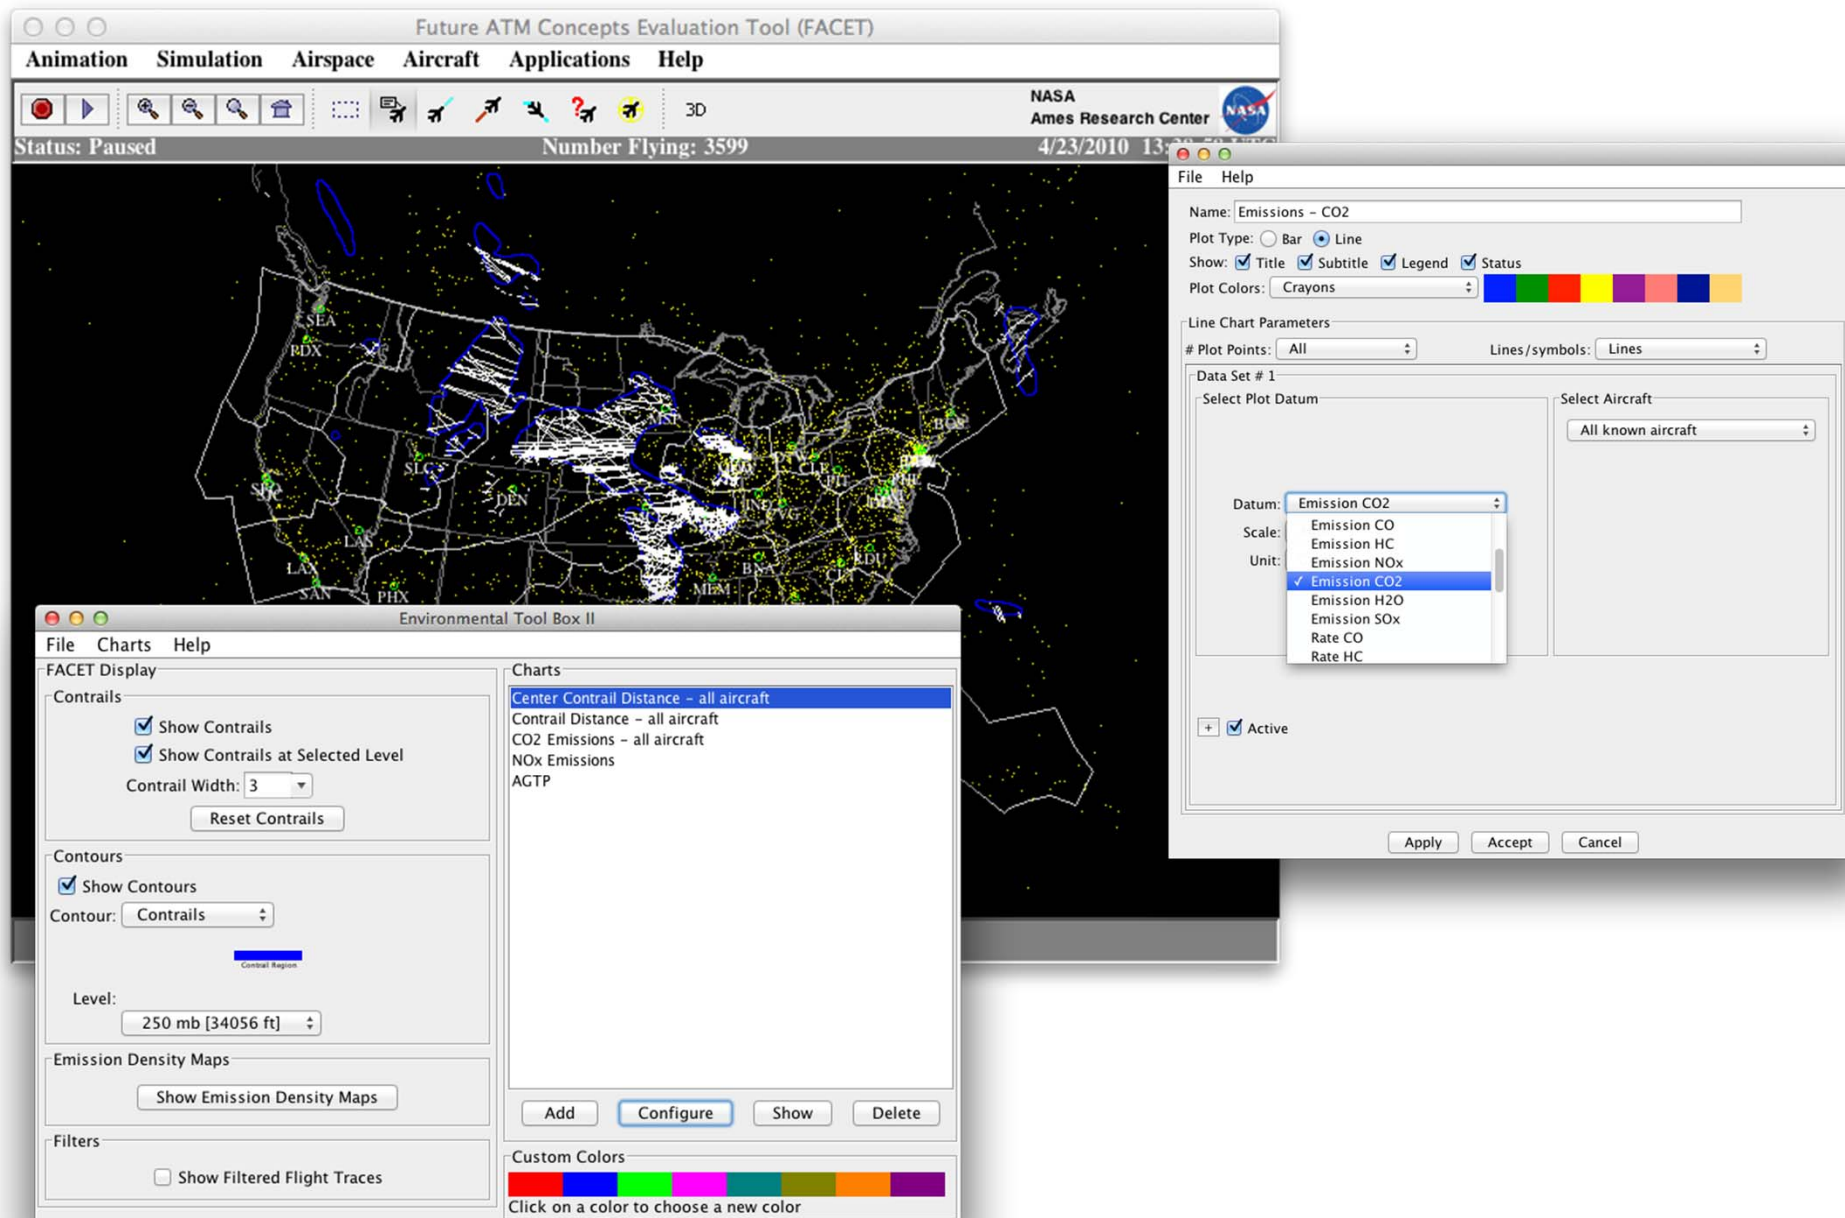 Future ATM Concepts Evaluation Tool (FACET)
Animation Simulation Airspace Aircraft Applications Help
3D
NASA
Ames Research Center
NASA
Status: Paused Number Flying: 3599 4/23/2010
SEA
PDX
BOS
SLC
DEN
CLE
PIT
IND
CVG
LAS
LAX
SAN
PHX
BNA
MEM
RDU
CLT
File Help
Name: Emissions – CO2
Plot Type: Bar Line
Show: Title Subtitle Legend Status
Plot Colors: Crayons
Line Chart Parameters
# Plot Points: All Lines/symbols: Lines
Data Set # 1
Select Plot Datum Select Aircraft
All known aircraft
Datum: Emission CO2
Scale:
Unit:
Emission CO
Emission HC
Emission NOx
✓ Emission CO2
Emission H2O
Emission SOx
Rate CO
Rate HC
+ Active
Apply Accept Cancel
Environmental Tool Box II
File Charts Help
FACET Display
Contrails
Show Contrails
Show Contrails at Selected Level
Contrail Width: 3
Reset Contrails
Contours
Show Contours
Contour: Contrails
Contrail Region
Level:
250 mb [34056 ft]
Emission Density Maps
Show Emission Density Maps
Filters
Show Filtered Flight Traces
Charts
Center Contrail Distance – all aircraft
Contrail Distance – all aircraft
CO2 Emissions – all aircraft
NOx Emissions
AGTP
Add Configure Show Delete
Custom Colors
Click on a color to choose a new color